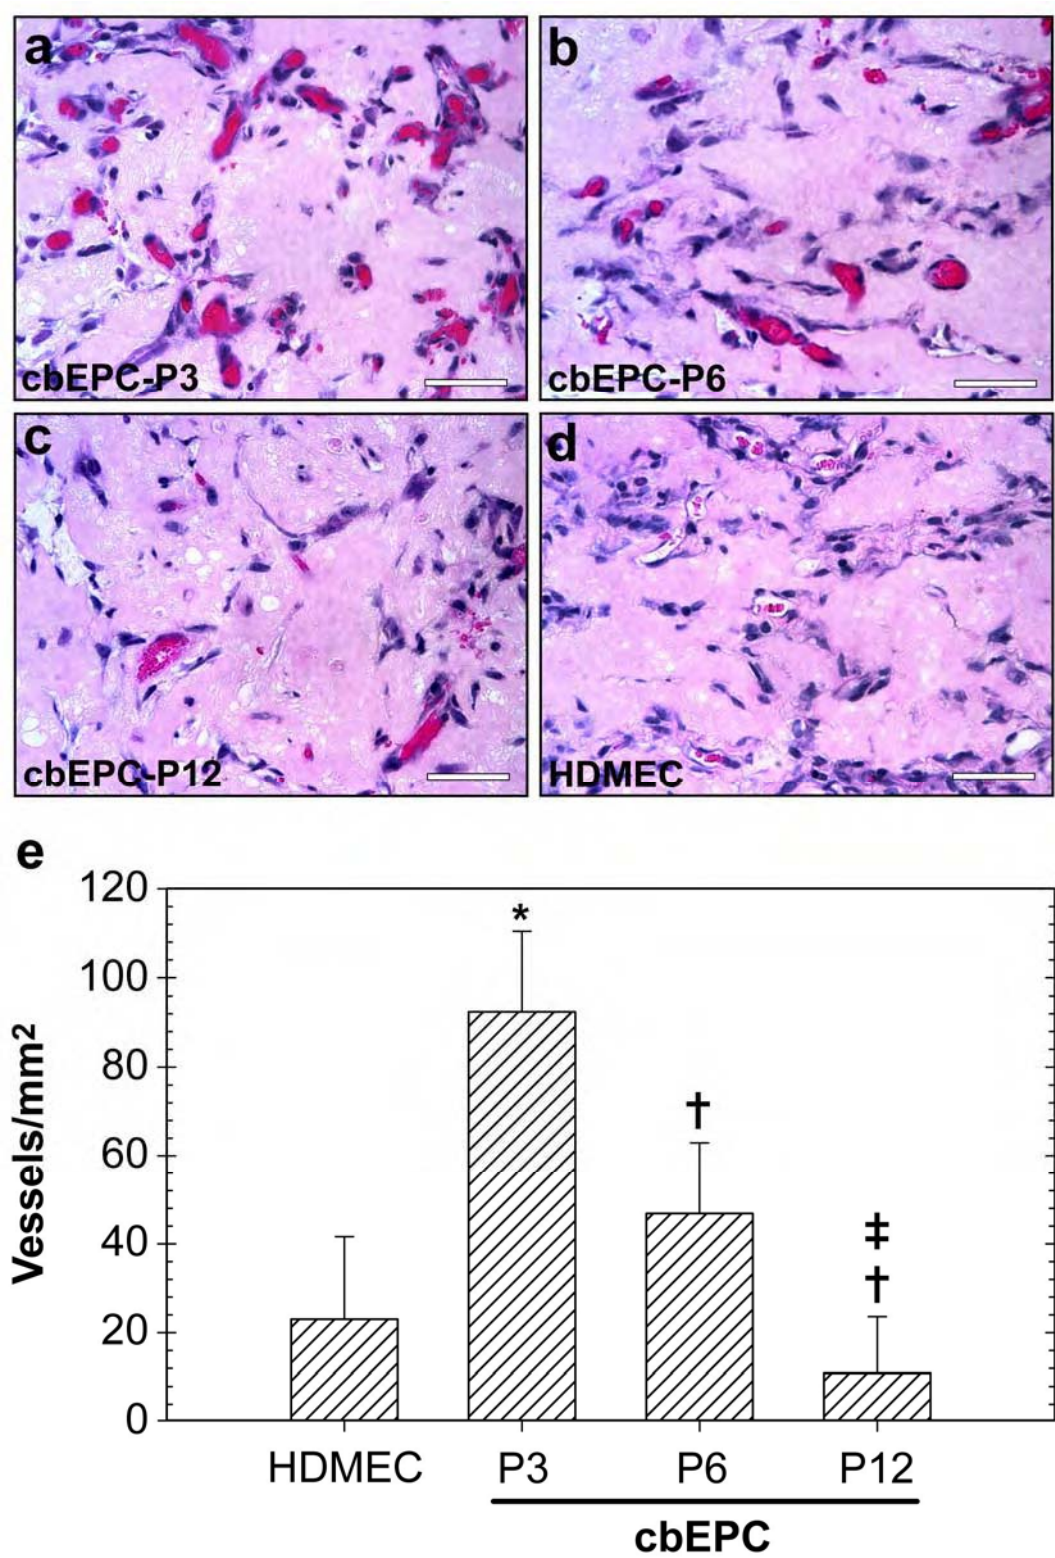 a
b
cbEPC-P3
cbEPC-P6
c
d
cbEPC-P12
HDMEC
e
120
100
80
60
40
20
0
Vessels/mm²
*
†
‡
†
HDMEC P3 P6 P12
cbEPC